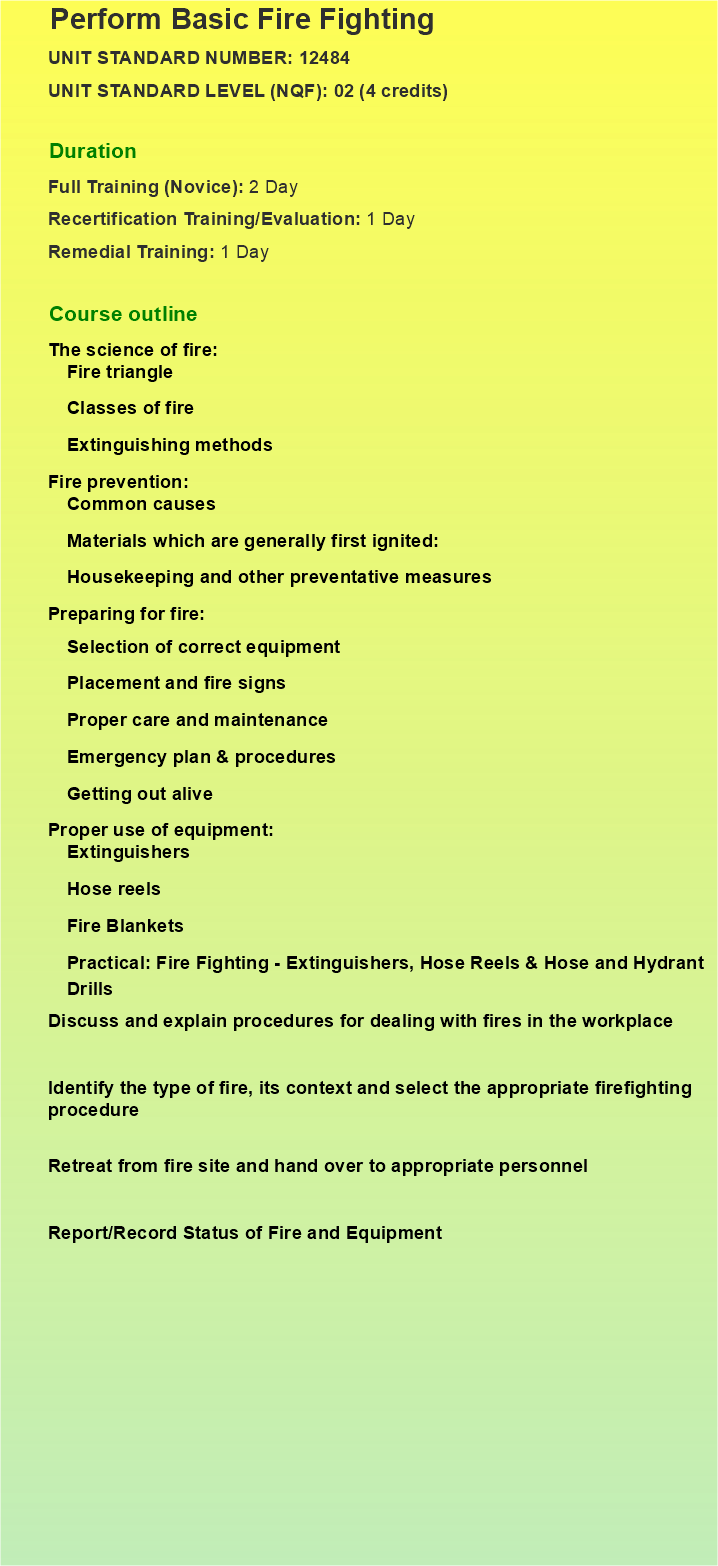 Perform Basic Fire Fighting
UNIT STANDARD NUMBER: 12484
UNIT STANDARD LEVEL (NQF): 02 (4 credits)
Duration
Full Training (Novice): 2 Day
Recertification Training/Evaluation: 1 Day
Remedial Training: 1 Day
Course outline
The science of fire:
Fire triangle
Classes of fire
Extinguishing methods
Fire prevention:
Common causes
Materials which are generally first ignited:
Housekeeping and other preventative measures
Preparing for fire:
Selection of correct equipment
Placement and fire signs
Proper care and maintenance
Emergency plan & procedures
Getting out alive
Proper use of equipment:
Extinguishers
Hose reels
Fire Blankets
Practical: Fire Fighting - Extinguishers, Hose Reels & Hose and Hydrant
Drills
Discuss and explain procedures for dealing with fires in the workplace
Identify the type of fire, its context and select the appropriate firefighting
procedure
Retreat from fire site and hand over to appropriate personnel
Report/Record Status of Fire and Equipment